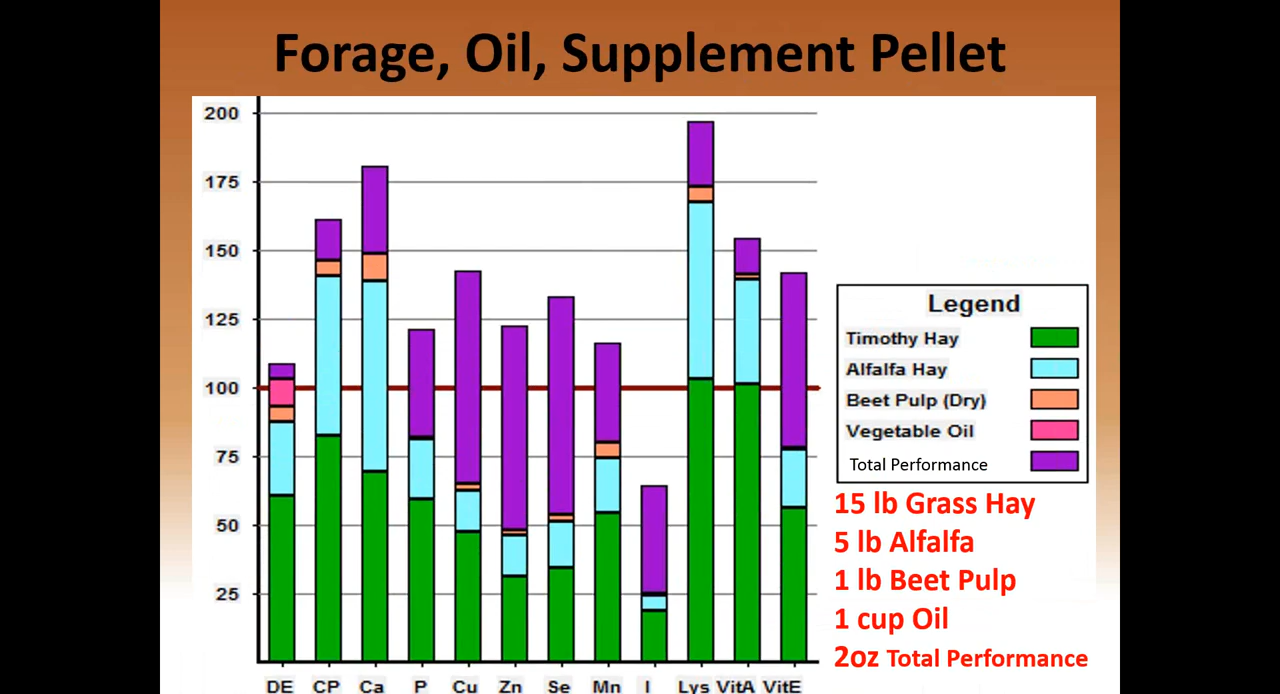 Forage, Oil, Supplement Pellet
200
175
150
125
100
75
50
25
DE CP Ca P Cu Zn Se Mn I Lys VitA VitE
Legend
Timothy Hay
Alfalfa Hay
Beet Pulp (Dry)
Vegetable Oil
Total Performance
15 lb Grass Hay
5 lb Alfalfa
1 lb Beet Pulp
1 cup Oil
2oz Total Performance